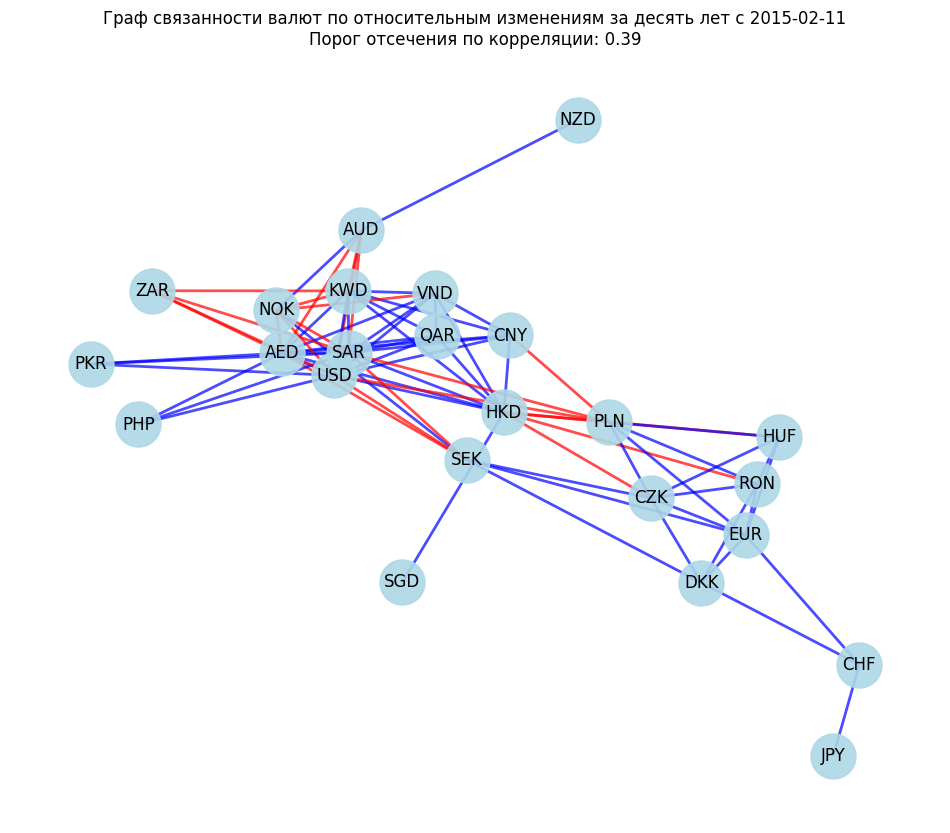 Граф связанности валют по относительным изменениям за десять лет с 2015-02-11
Порог отсечения по корреляции: 0.39
NZD
AUD
ZAR
KWD
VND
NOK
QAR
CNY
AED
SAR
PKR
USD
HKD
PHP
PLN
HUF
SEK
RON
CZK
EUR
SGD
DKK
CHF
JPY